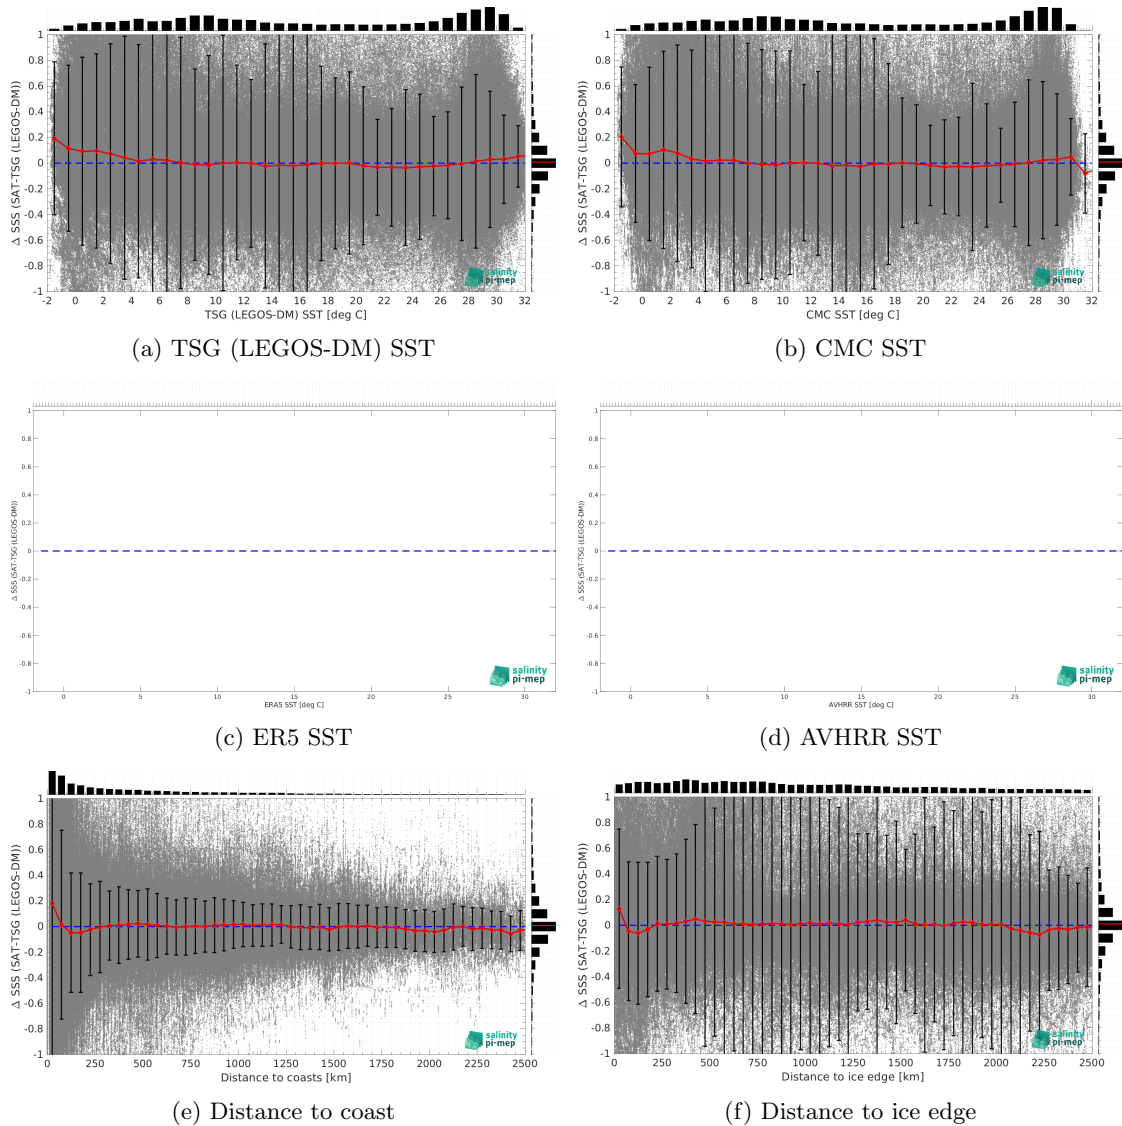 1
0.8
0.6
0.4
0.2
0
-0.2
-0.4
-0.6
-0.8
-1
Δ SSS (SAT-TSG (LEGOS-DM))
-2 0 2 4 6 8 10 12 14 16 18 20 22 24 26 28 30 32
TSG (LEGOS-DM) SST [deg C]
salinity
pi-mep
(a) TSG (LEGOS-DM) SST
1
0.8
0.6
0.4
0.2
0
-0.2
-0.4
-0.6
-0.8
-1
Δ SSS (SAT-TSG (LEGOS-DM))
-2 0 2 4 6 8 10 12 14 16 18 20 22 24 26 28 30 32
CMC SST [deg C]
salinity
pi-mep
(b) CMC SST
1
0.8
0.6
0.4
0.2
0
-0.2
-0.4
-0.6
-0.8
-1
Δ SSS (SAT-TSG (LEGOS-DM))
0 5 10 15 20 25 30
ERA5 SST [deg C]
salinity
pi-mep
(c) ER5 SST
1
0.8
0.6
0.4
0.2
0
-0.2
-0.4
-0.6
-0.8
-1
Δ SSS (SAT-TSG (LEGOS-DM))
0 5 10 15 20 25 30
AVHRR SST [deg C]
salinity
pi-mep
(d) AVHRR SST
1
0.8
0.6
0.4
0.2
0
-0.2
-0.4
-0.6
-0.8
-1
Δ SSS (SAT-TSG (LEGOS-DM))
0 250 500 750 1000 1250 1500 1750 2000 2250 2500
Distance to coasts [km]
salinity
pi-mep
(e) Distance to coast
1
0.8
0.6
0.4
0.2
0
-0.2
-0.4
-0.6
-0.8
-1
Δ SSS (SAT-TSG (LEGOS-DM))
0 250 500 750 1000 1250 1500 1750 2000 2250 2500
Distance to ice edge [km]
salinity
pi-mep
(f) Distance to ice edge